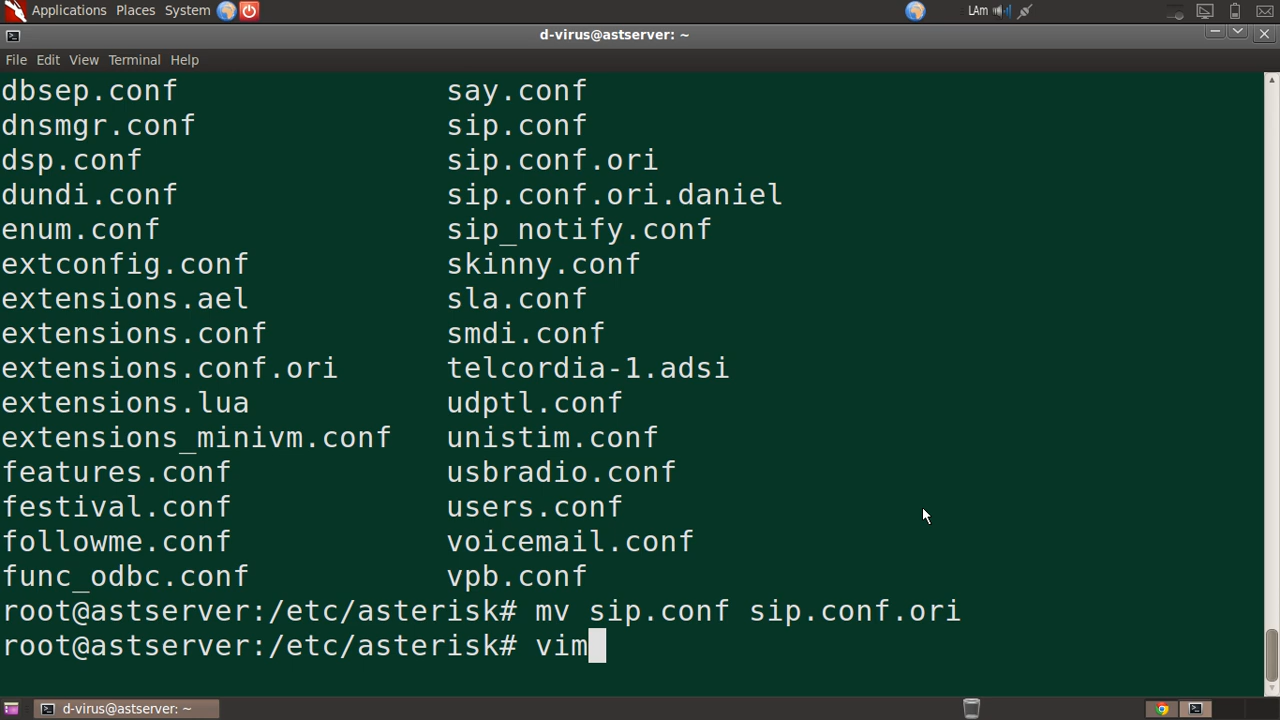 Applications Places System LAm
d-virus@astserver: ~
File Edit View Terminal Help
dbsep.conf say.conf
dnsmgr.conf sip.conf
dsp.conf sip.conf.ori
dundi.conf sip.conf.ori.daniel
enum.conf sip_notify.conf
extconfig.conf skinny.conf
extensions.ael sla.conf
extensions.conf smdi.conf
extensions.conf.ori telcordia-1.adsi
extensions.lua udptl.conf
extensions_minivm.conf unistim.conf
features.conf usbradio.conf
festival.conf users.conf
followme.conf voicemail.conf
func_odbc.conf vpb.conf
root@astserver:/etc/asterisk# mv sip.conf sip.conf.ori
root@astserver:/etc/asterisk# vim
d-virus@astserver: ~